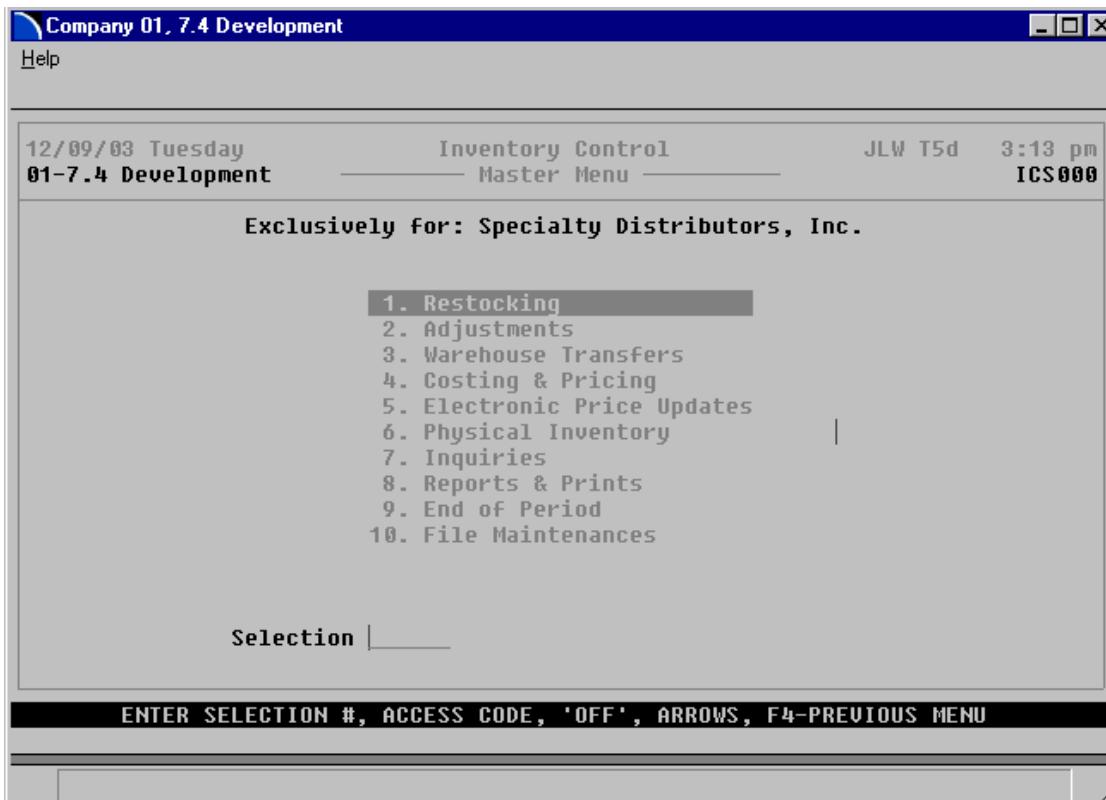 Company 01, 7.4 Development
Help
12/09/03 Tuesday Inventory Control JLW T5d 3:13 pm
01-7.4 Development Master Menu ICS000
Exclusively for: Specialty Distributors, Inc.
1. Restocking
2. Adjustments
3. Warehouse Transfers
4. Costing & Pricing
5. Electronic Price Updates
6. Physical Inventory
7. Inquiries
8. Reports & Prints
9. End of Period
10. File Maintenances
Selection
ENTER SELECTION #, ACCESS CODE, 'OFF', ARROWS, F4-PREVIOUS MENU